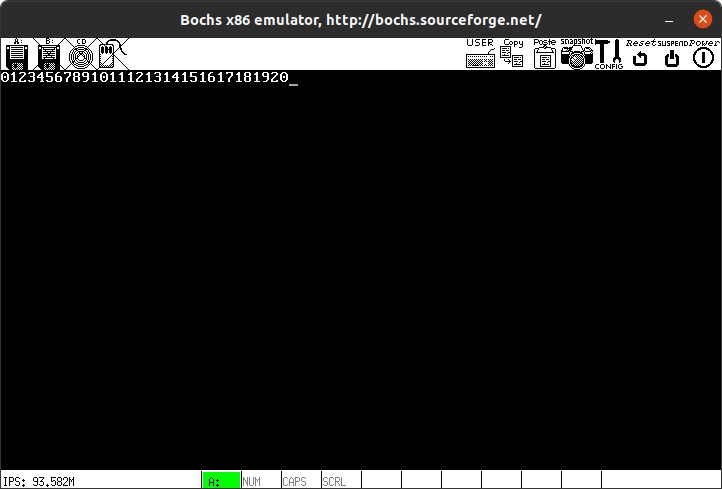 Bochs x86 emulator, http://bochs.sourceforge.net/
A: B: CD USER Copy Paste snapshot CONFIG Reset SUSPEND Power
01234567891011121314151617181920_
IPS: 93.582M A: NUM CAPS SCRL